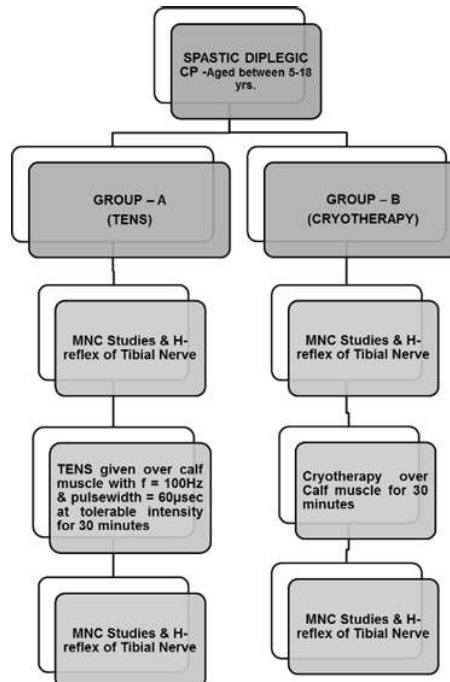 SPASTIC DIPLEGIC
CP -Aged between 5-18
yrs.
GROUP – A
(TENS)
GROUP – B
(CRYOTHERAPY)
MNC Studies & H-
reflex of Tibial Nerve
MNC Studies & H-
reflex of Tibial Nerve
TENS given over calf
muscle with f = 100Hz
& pulsewidth = 60µsec
at tolerable intensity
for 30 minutes
Cryotherapy over
Calf muscle for 30
minutes
MNC Studies & H-
reflex of Tibial Nerve
MNC Studies & H-
reflex of Tibial Nerve